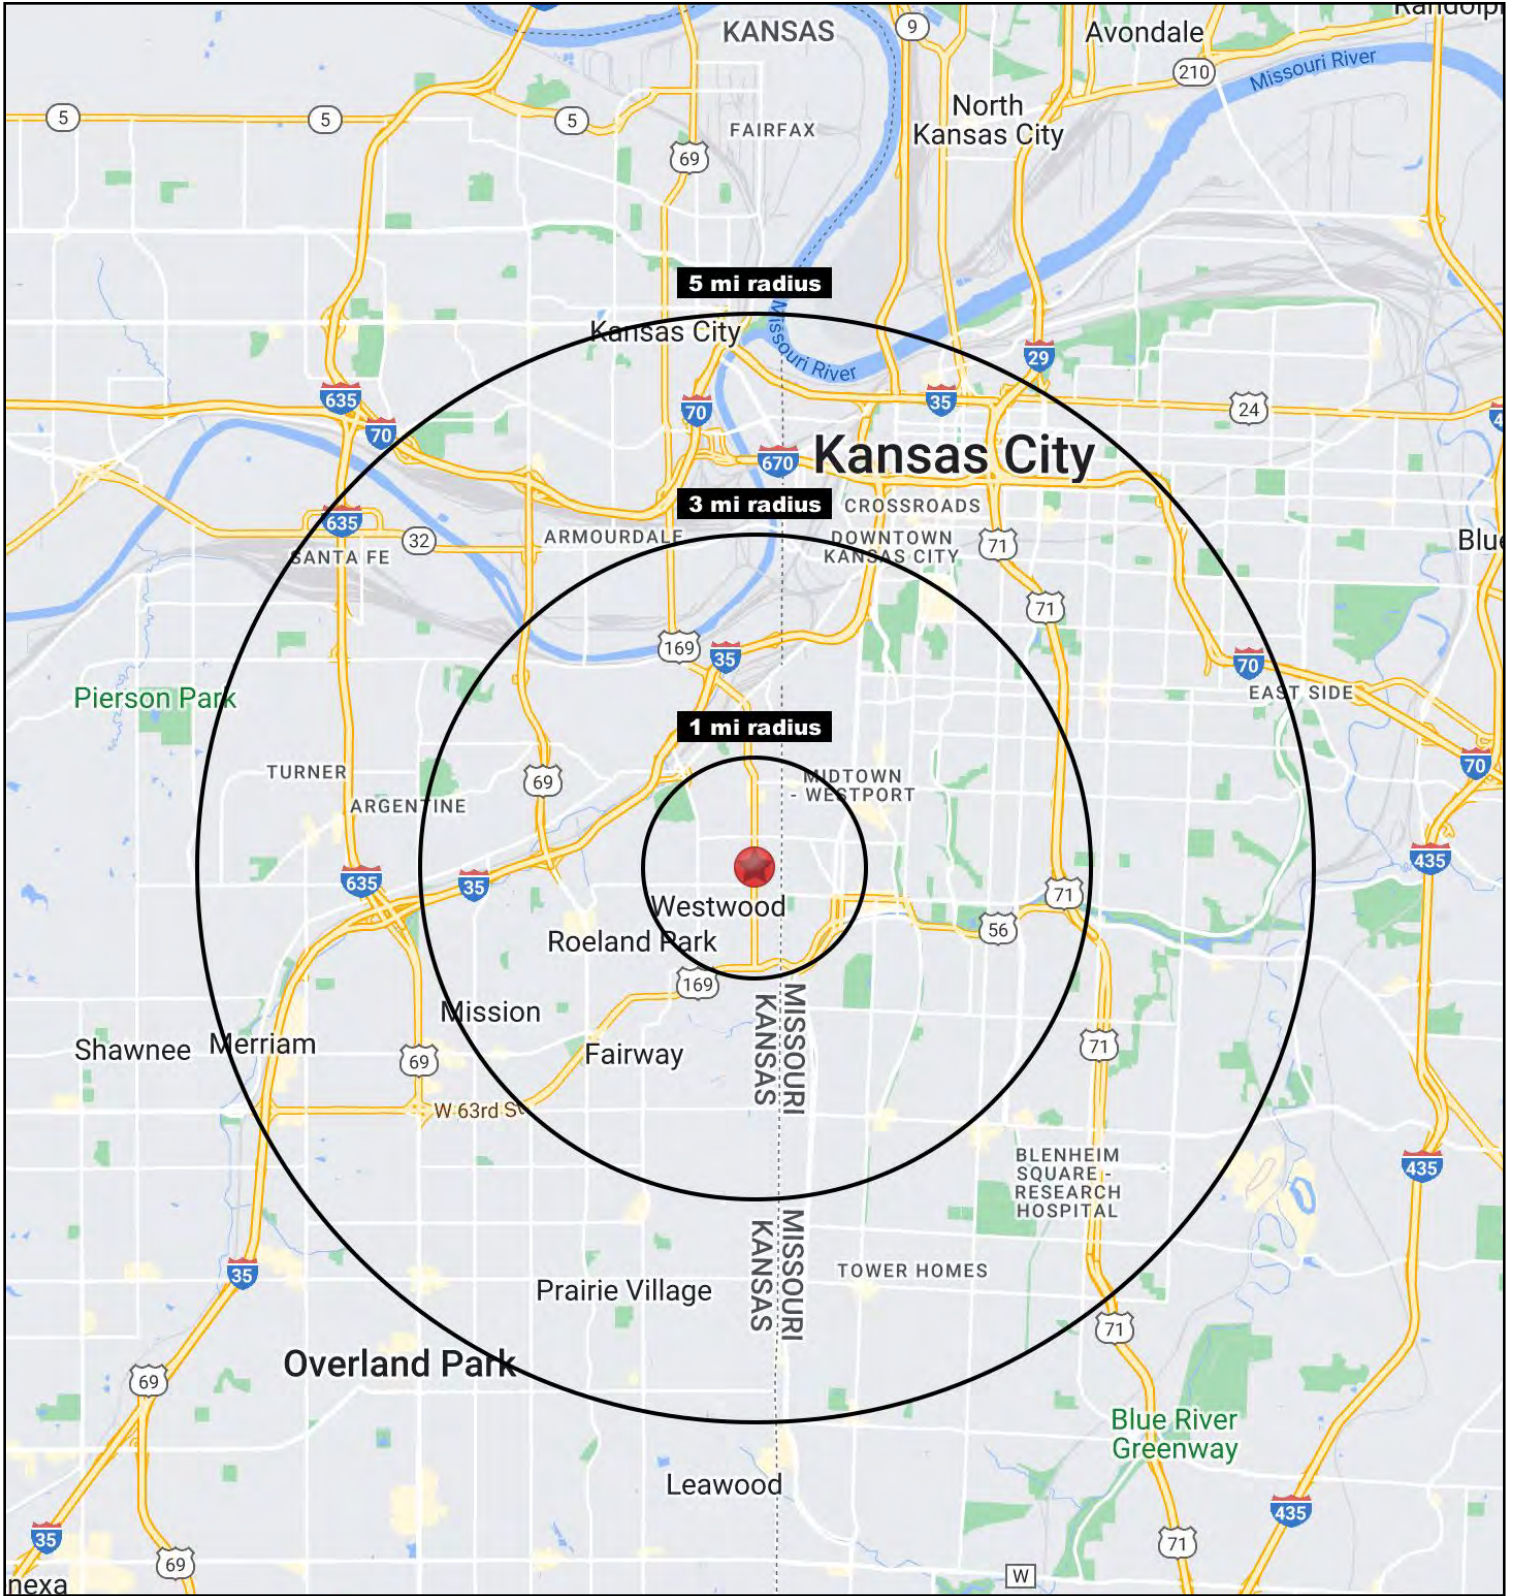 Randolph
KANSAS
9
Avondale
210
Missouri River
North
Kansas City
5
5
5
FAIRFAX
69
5 mi radius
Kansas City
Missouri River
29
635
70
70
35
24
4
Kansas City
670
3 mi radius
CROSSROADS
635
32
SANTA FE
ARMOURDALE
DOWNTOWN
KANSAS CITY
71
Blue
71
169
35
70
EAST SIDE
Pierson Park
1 mi radius
70
TURNER
69
MIDTOWN
- WESTPORT
ARGENTINE
435
635
35
71
Westwood
56
Roeland Park
169
MISSOURI
KANSAS
Mission
Shawnee
Merriam
69
Fairway
71
W 63rd St
BLENHEIM
SQUARE -
RESEARCH
HOSPITAL
435
MISSOURI
KANSAS
35
TOWER HOMES
Prairie Village
71
Overland Park
69
Blue River
Greenway
Leawood
435
35
71
69
W
nexa